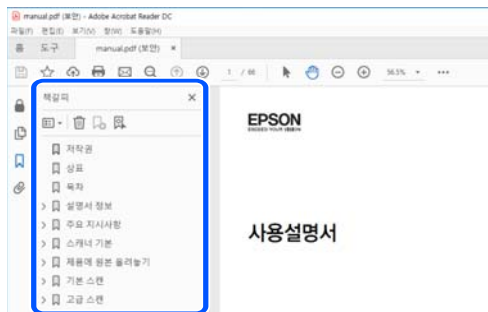 manual.pdf (보안) - Adobe Acrobat Reader DC
파일(F) 편집(E) 보기(V) 창(W) 도움말(H)
홈 도구 manual.pdf (보안) ×
1 / 66 56.5%
책갈피 ×
저작권
상표
목차
설명서 정보
주요 지시사항
스캐너 기본
제품에 원본 올려놓기
기본 스캔
고급 스캔
EPSON
EXCEED YOUR VISION
사용설명서